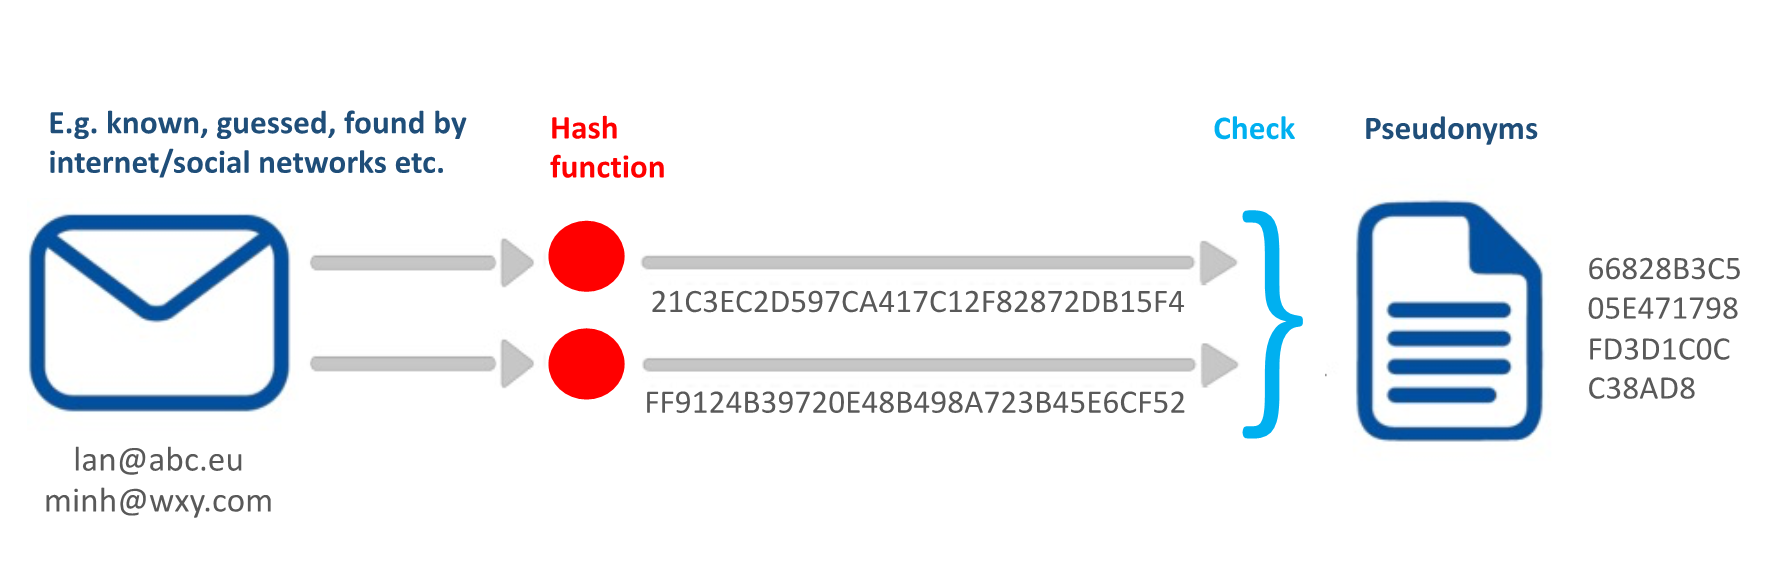 E.g. known, guessed, found by
internet/social networks etc.
Hash
function
Check
Pseudonyms
21C3EC2D597CA417C12F82872DB15F4
FF9124B39720E48B498A723B45E6CF52
66828B3C5
05E471798
FD3D1C0C
C38AD8
lan@abc.eu
minh@wxy.com